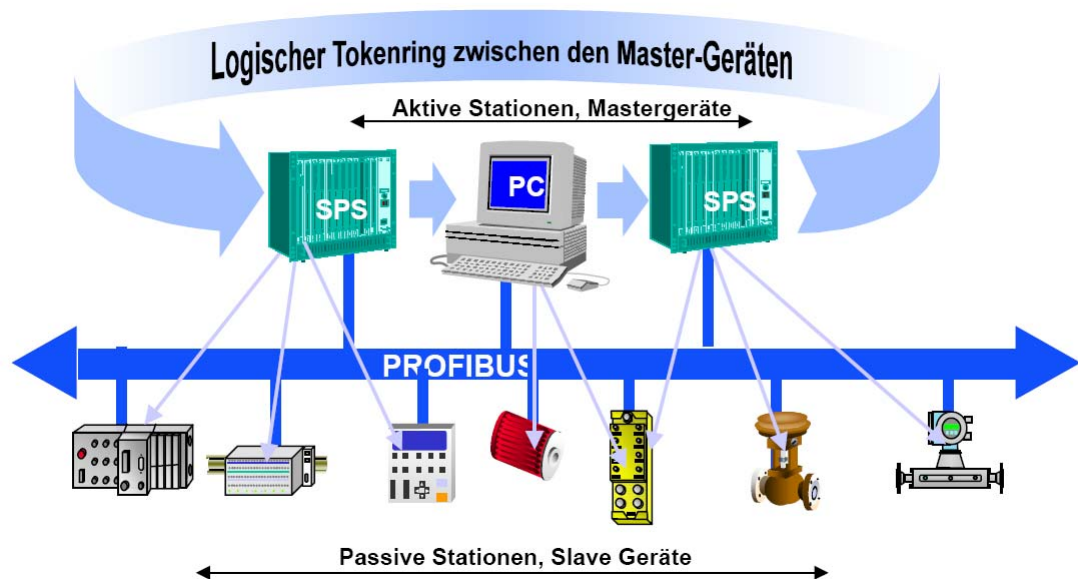 Logischer Tokenring zwischen den Master-Geräten
Aktive Stationen, Mastergeräte
SPS
PC
SPS
PROFIBUS
Passive Stationen, Slave Geräte